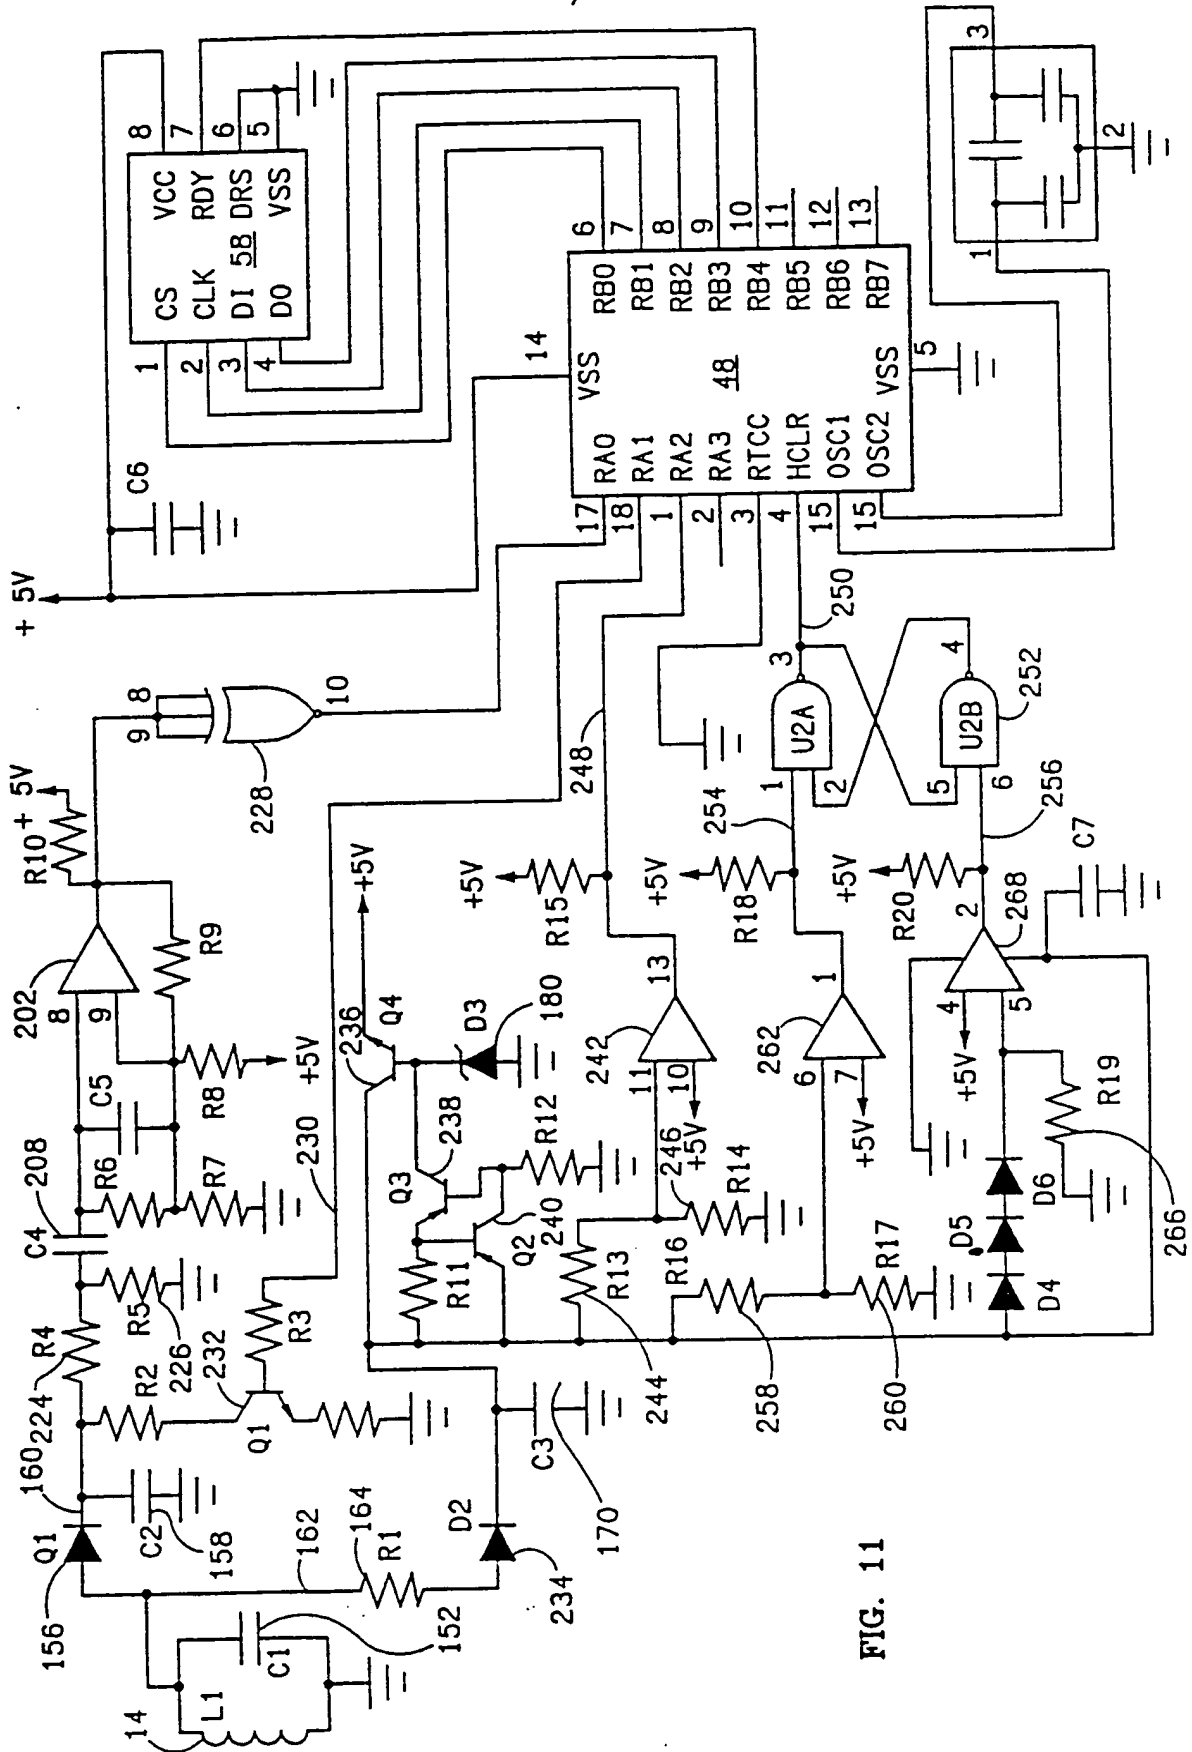 FIG. 11
14
L1
C1
152
156
Q1
160
C2
158
162
164
R1
D2
234
C3
170
224
R4
R2
232
Q1
R3
R5
226
C4
208
R6
R7
C5
R8
+5V
230
202
8
9
R9
R10
+ 5V
9
8
10
228
+ 5V
C6
236
Q4
+5V
D3
180
238
Q3
R11
Q2
240
R12
R13
244
246
R14
242
11
10
+5V
13
R15
+5V
248
R16
258
R17
260
262
6
7
+5V
1
R18
+5V
254
D4
D5
D6
R19
266
+5V
4
5
2
268
R20
+5V
256
C7
1
2
U2A
3
250
5
6
U2B
4
252
17
18
1
2
3
4
15
15
RA0
RA1
RA2
RA3
RTCC
HCLR
OSC1
OSC2
14
VSS
48
VSS
5
RB0
RB1
RB2
RB3
RB4
RB5
RB6
RB7
6
7
8
9
10
11
12
13
1
2
3
4
CS
CLK
DI
DO
58
VCC
RDY
DRS
VSS
8
7
6
5
1
2
3